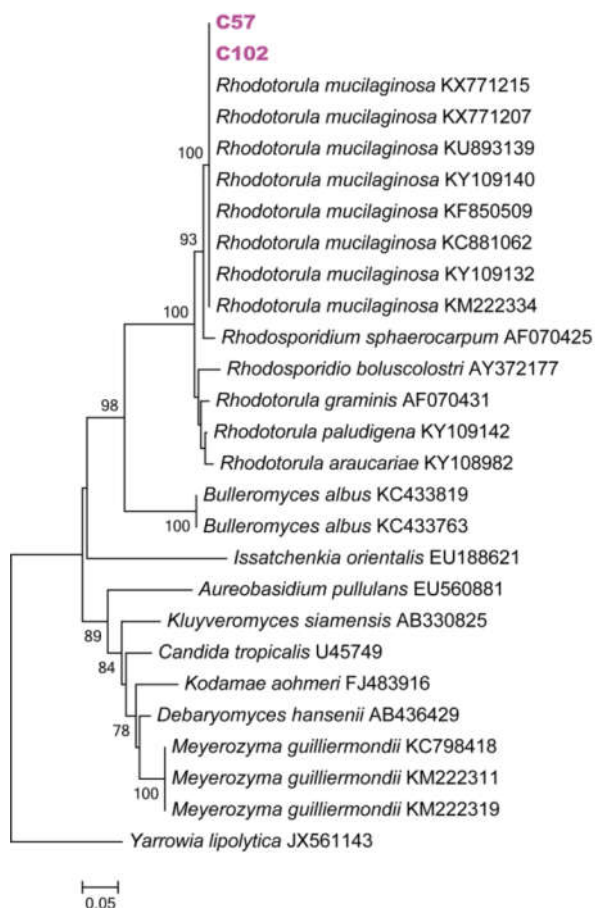 C57
C102
Rhodotorula mucilaginosa KX771215
Rhodotorula mucilaginosa KX771207
100
Rhodotorula mucilaginosa KU893139
Rhodotorula mucilaginosa KY109140
Rhodotorula mucilaginosa KF850509
93
Rhodotorula mucilaginosa KC881062
Rhodotorula mucilaginosa KY109132
100
Rhodotorula mucilaginosa KM222334
Rhodosporidium sphaerocarpum AF070425
Rhodosporidio boluscolostri AY372177
Rhodotorula graminis AF070431
98
Rhodotorula paludigena KY109142
Rhodotorula araucariae KY108982
Bulleromyces albus KC433819
100
Bulleromyces albus KC433763
Issatchenkia orientalis EU188621
Aureobasidium pullulans EU560881
Kluyveromyces siamensis AB330825
89
Candida tropicalis U45749
84
Kodamae aohmeri FJ483916
Debaryomyces hansenii AB436429
78
Meyerozyma guilliermondii KC798418
Meyerozyma guilliermondii KM222311
100
Meyerozyma guilliermondii KM222319
Yarrowia lipolytica JX561143
0.05